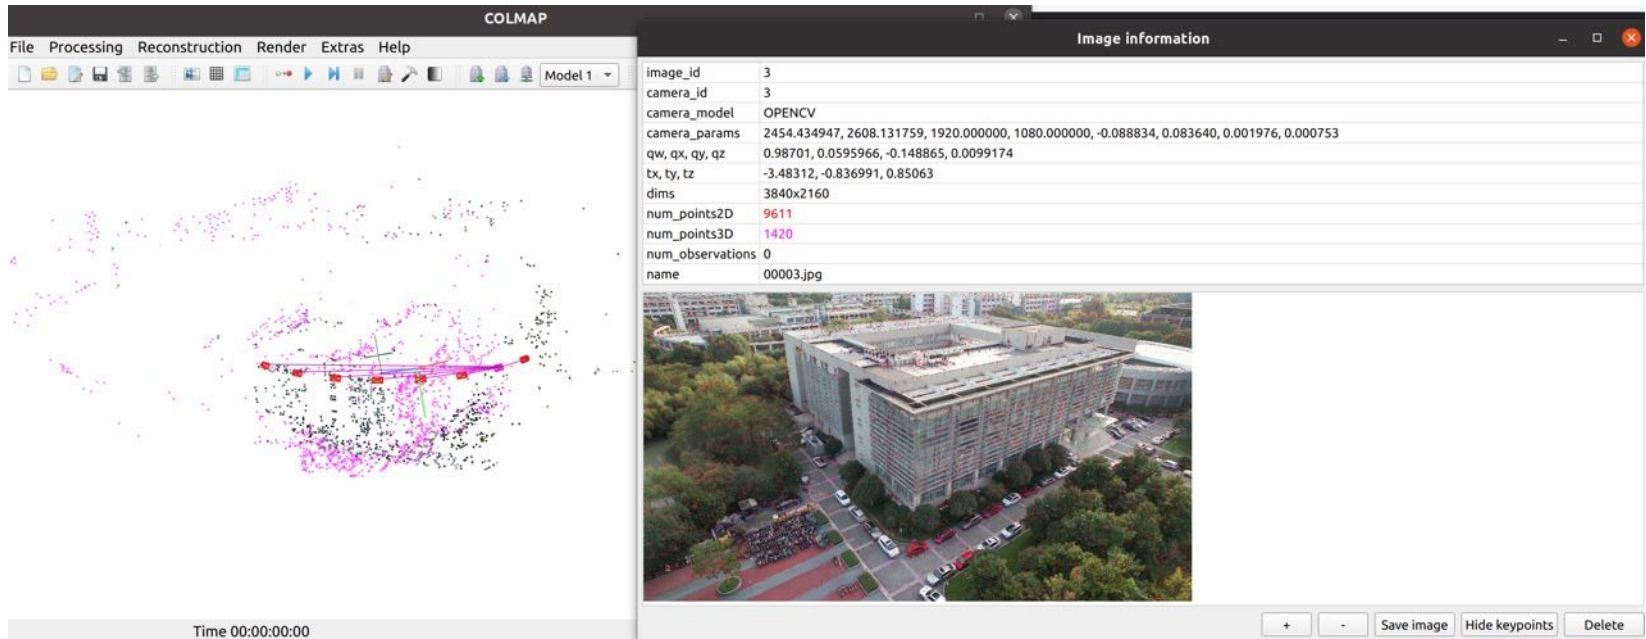 COLMAP
File Processing Reconstruction Render Extras Help
Model 1
Time 00:00:00:00
Image information
image_id 3
camera_id 3
camera_model OPENCV
camera_params 2454.434947, 2608.131759, 1920.000000, 1080.000000, -0.088834, 0.083640, 0.001976, 0.000753
qw, qx, qy, qz 0.98701, 0.0595966, -0.148865, 0.0099174
tx, ty, tz -3.48312, -0.836991, 0.85063
dims 3840x2160
num_points2D 9611
num_points3D 1420
num_observations 0
name 00003.jpg
+ - Save image Hide keypoints Delete